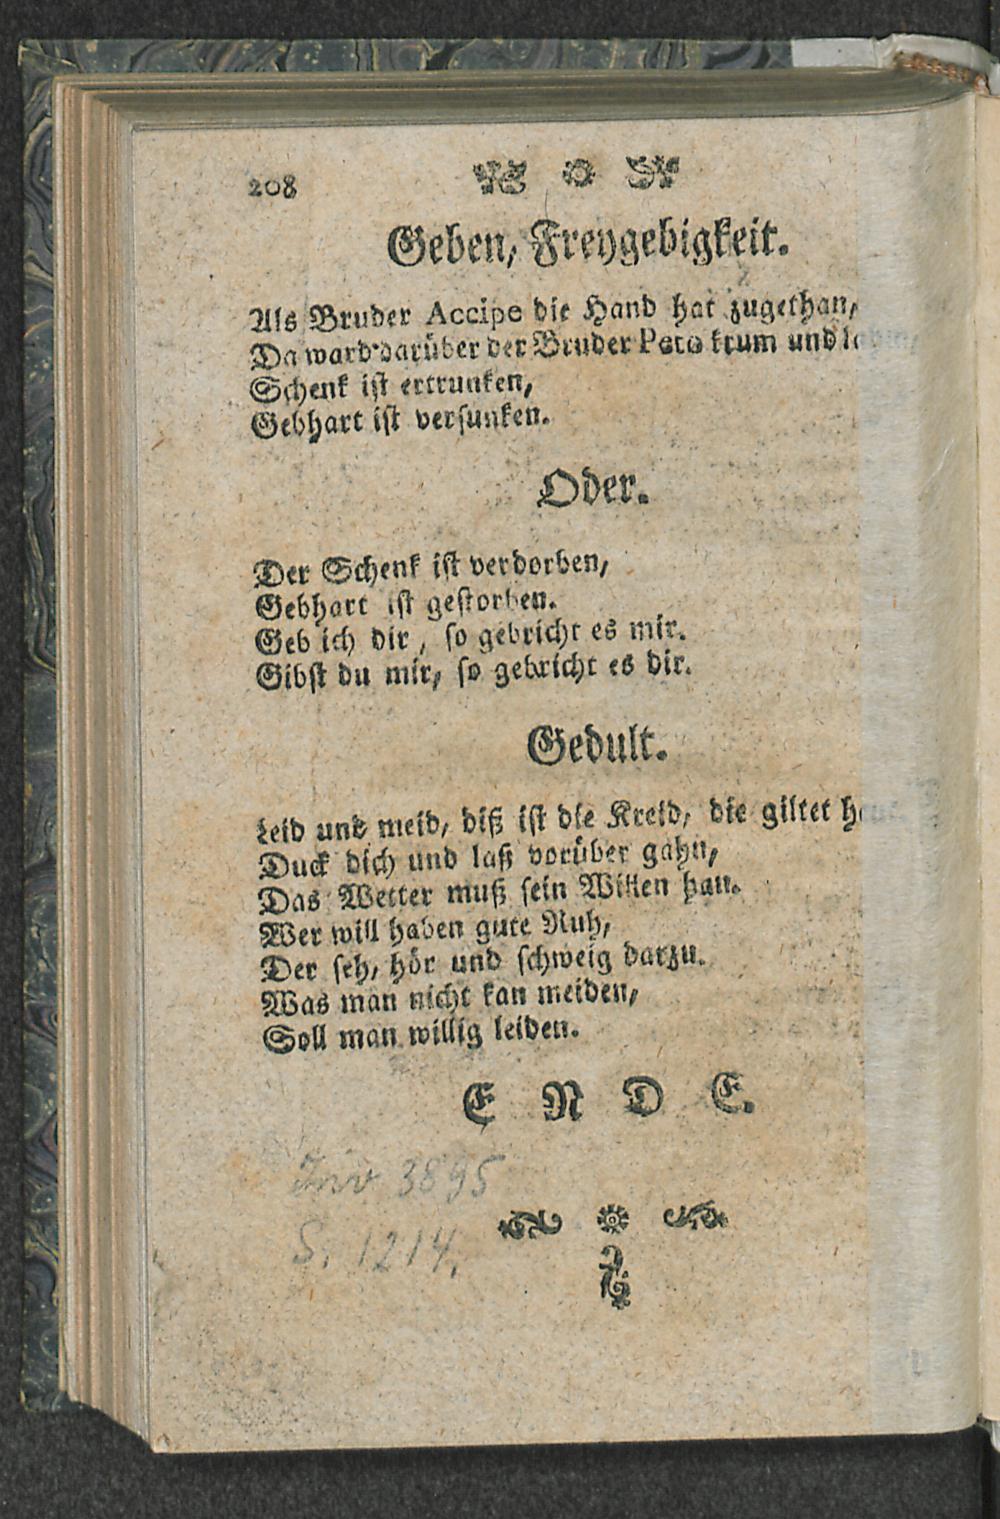 208
Geben, Freygebigkeit.
Als Bruder Accipe die Hand hat zugethan,
Da ward darüber der Bruder Peto krum und
Schenk ist ertrunken,
Gebhart ist versunken.
Oder.
Der Schenk ist verdorben,
Gebhart ist gestorben.
Geb ich dir, so gebricht es mir.
Gibst du mir, so gebricht es dir.
Gedult.
Leid und meid, diß ist die Kreid, die giltet
Duck dich und laß vorüber gahn,
Das Wetter muß sein Willen han.
Wer will haben gute Ruh,
Der seh, hör und schweig darzu.
Was man nicht kan meiden,
Soll man willig leiden.
E N D E.
Inv 3895
S. 1214.